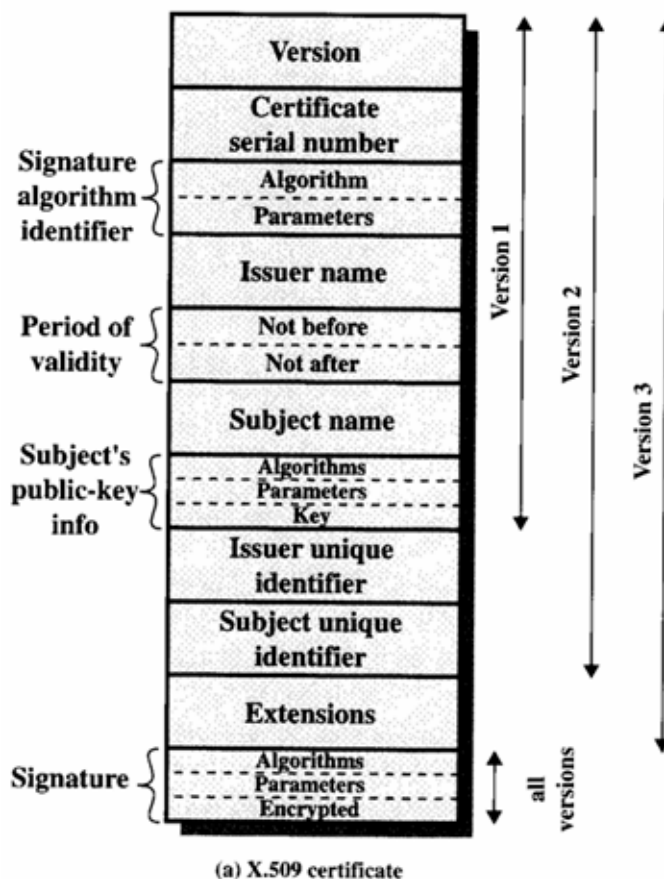 Version
Certificate
serial number
Signature
algorithm
identifier
Algorithm
Parameters
Issuer name
Period of
validity
Not before
Not after
Subject name
Subject's
public-key
info
Algorithms
Parameters
Key
Issuer unique
identifier
Subject unique
identifier
Extensions
Signature
Algorithms
Parameters
Encrypted
Version 1
Version 2
Version 3
all
versions
(a) X.509 certificate